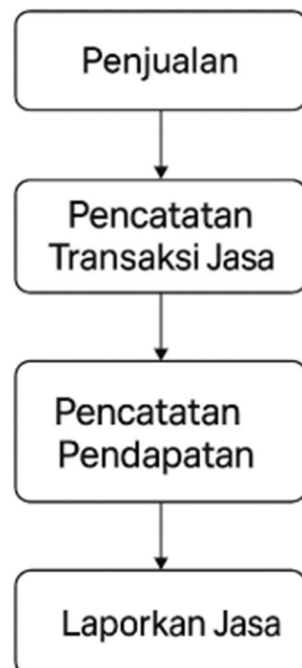 Penjualan
Pencatatan
Transaksi Jasa
Pencatatan
Pendapatan
Laporkan Jasa